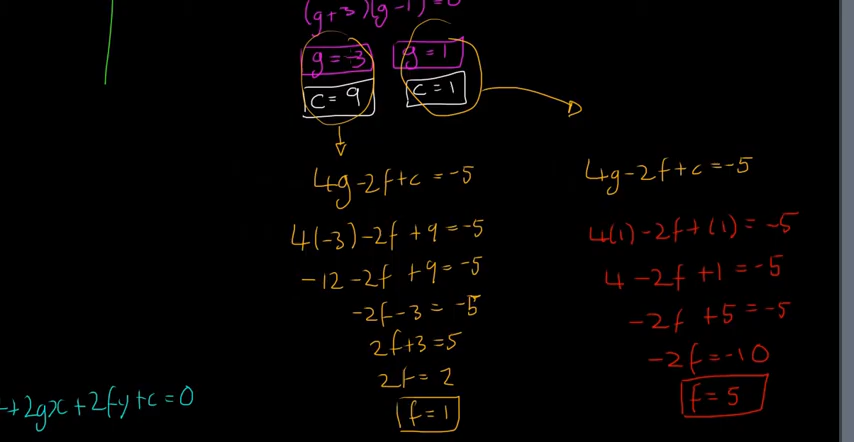 (g+3)(g-1)=0
g=-3 g=1
c=9 c=1
4g-2f+c=-5
4(-3)-2f+9=-5
-12-2f+9=-5
-2f-3=-5
2f+3=5
2f=2
f=1
4g-2f+c=-5
4(1)-2f+(1)=-5
4-2f+1=-5
-2f+5=-5
-2f=-10
f=5
+2gx+2fy+c=0